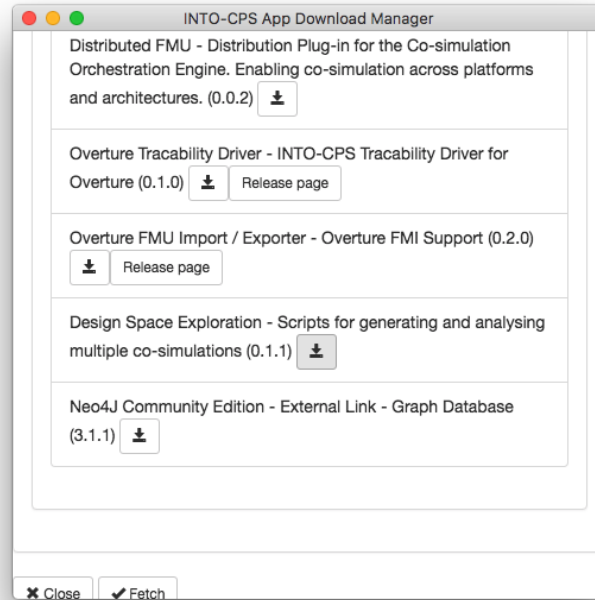 INTO-CPS App Download Manager
Distributed FMU - Distribution Plug-in for the Co-simulation
Orchestration Engine. Enabling co-simulation across platforms
and architectures. (0.0.2)
Overture Tracability Driver - INTO-CPS Tracability Driver for
Overture (0.1.0) Release page
Overture FMU Import / Exporter - Overture FMI Support (0.2.0)
Release page
Design Space Exploration - Scripts for generating and analysing
multiple co-simulations (0.1.1)
Neo4J Community Edition - External Link - Graph Database
(3.1.1)
Close Fetch